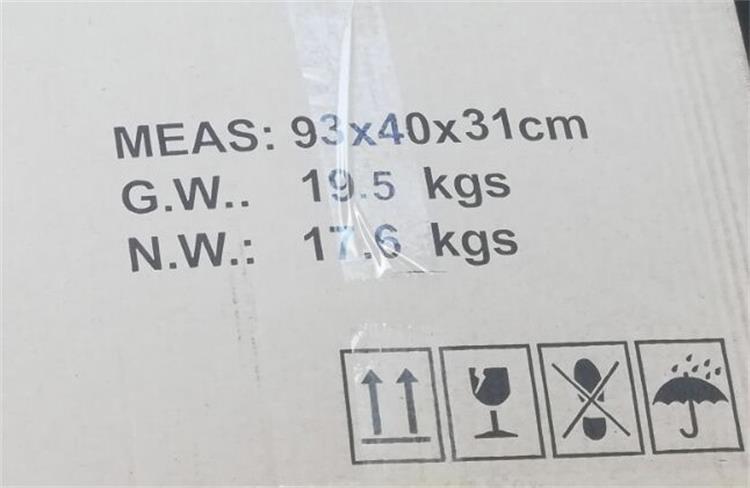 MEAS: 93x40x31cm
G.W.. 19.5 kgs
N.W.: 17.6 kgs